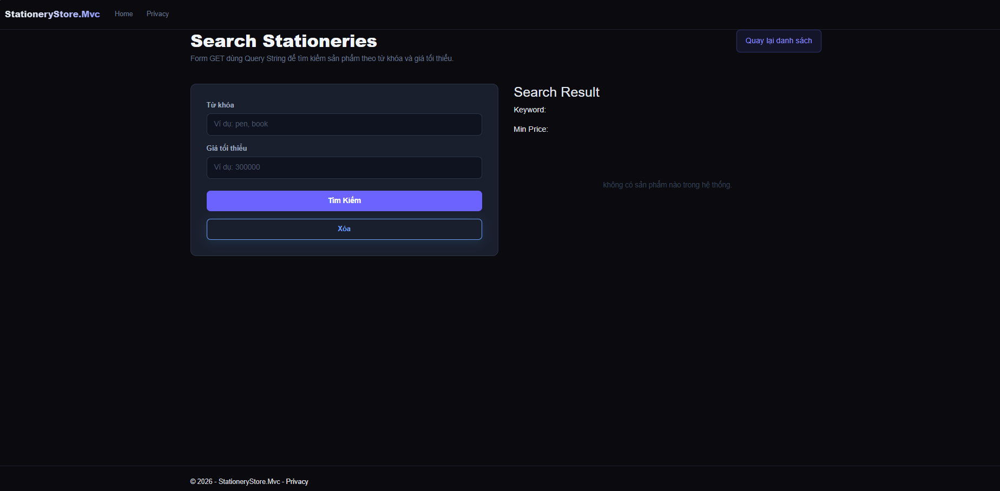 StationeryStore.Mvc Home Privacy
Search Stationeries
Quay lại danh sách
Form GET dùng Query String để tìm kiếm sản phẩm theo từ khóa và giá tối thiểu.
Từ khóa
Ví dụ: pen, book
Giá tối thiểu
Ví dụ: 300000
Tìm Kiếm
Xóa
Search Result
Keyword:
Min Price:
không có sản phẩm nào trong hệ thống.
© 2026 - StationeryStore.Mvc - Privacy